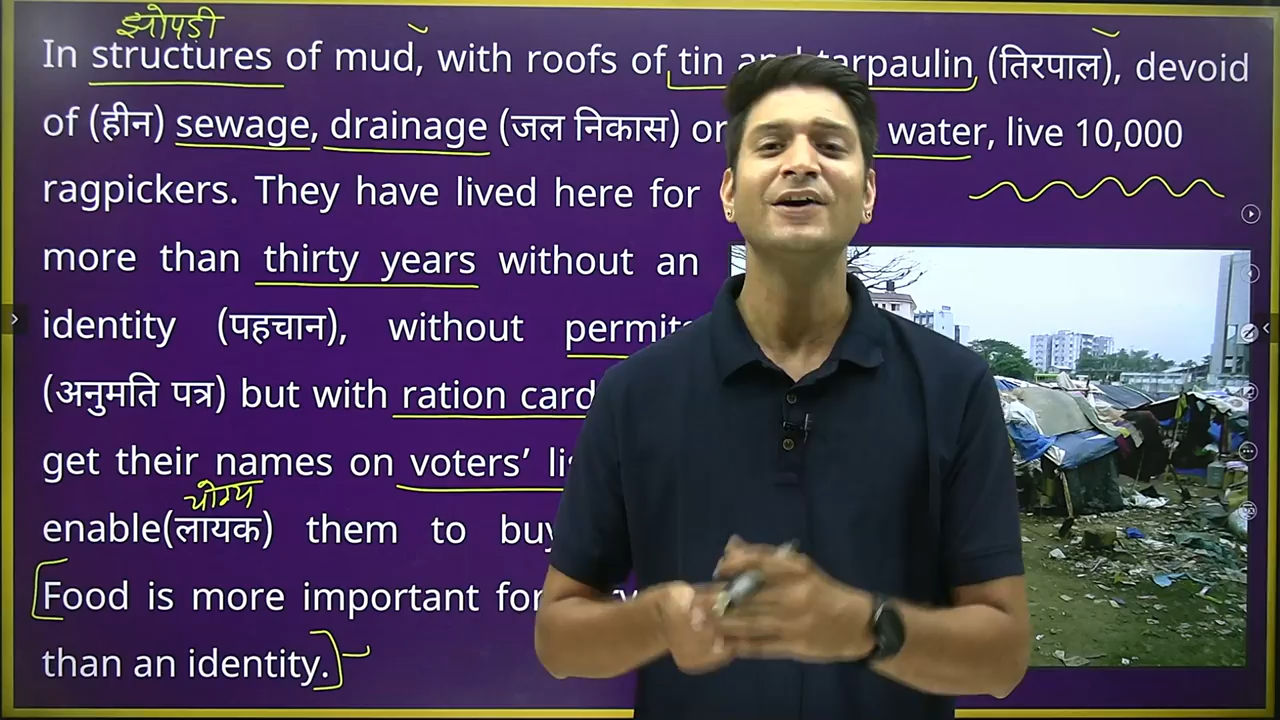 झोपड़ी
In structures of mud, with roofs of tin and tarpaulin (तिरपाल), devoid
of (हीन) sewage, drainage (जल निकास) or water, live 10,000
ragpickers. They have lived here for
more than thirty years without an
identity (पहचान), without permits
(अनुमति पत्र) but with ration card
get their names on voters’
योग्य
enable(लायक) them to buy
Food is more important for
than an identity.